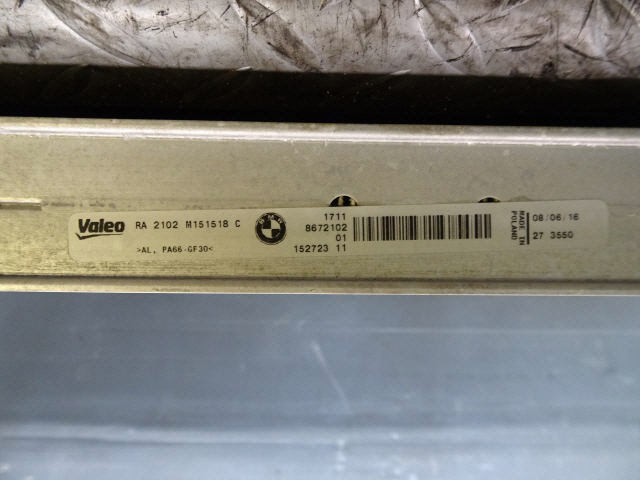 Valeo RA 2102 M151518 C
>AL, PA66-GF30<
BMW
1711
8672102
01
152723 11
MADE IN
POLAND
08/06/16
27 3550